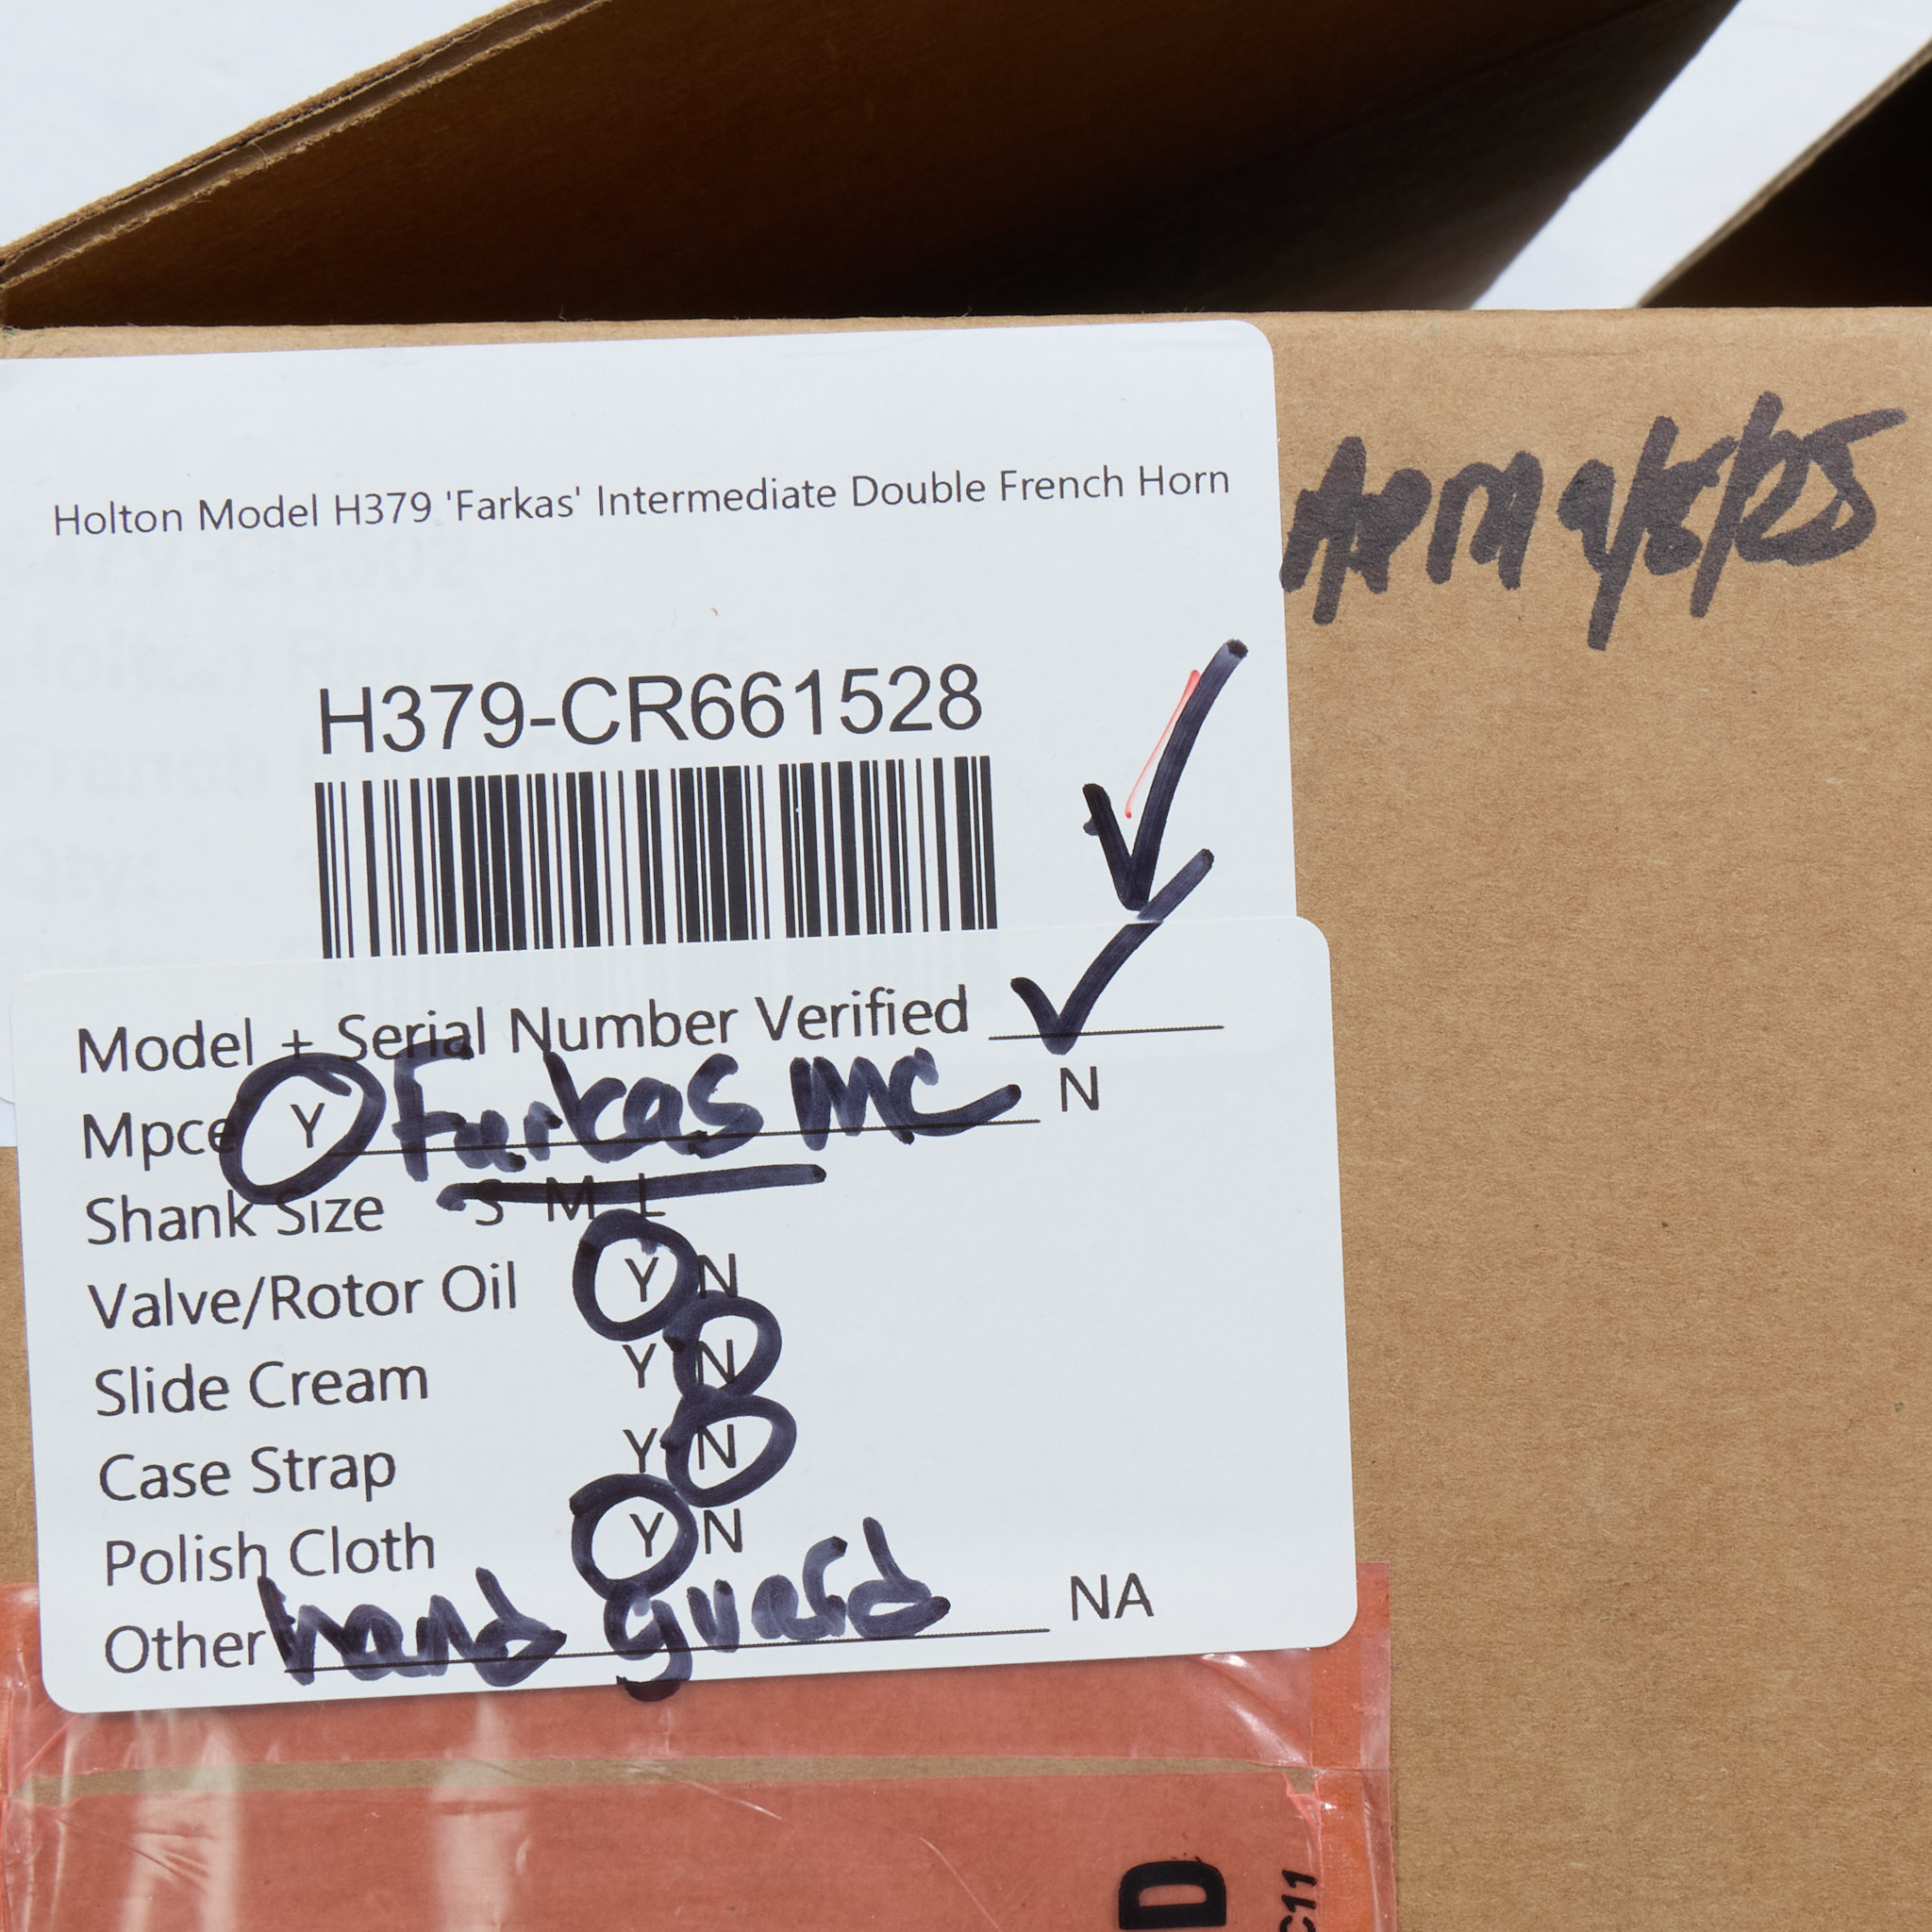 Holton Model H379 'Farkas' Intermediate Double French Horn
H379-CR661528
Model + Serial Number Verified ✓
Mpce Y Farkas MC N
Shank Size S M L
Valve/Rotor Oil Y N
Slide Cream Y N
Case Strap Y N
Polish Cloth Y N
Other hand guard NA
D
C11